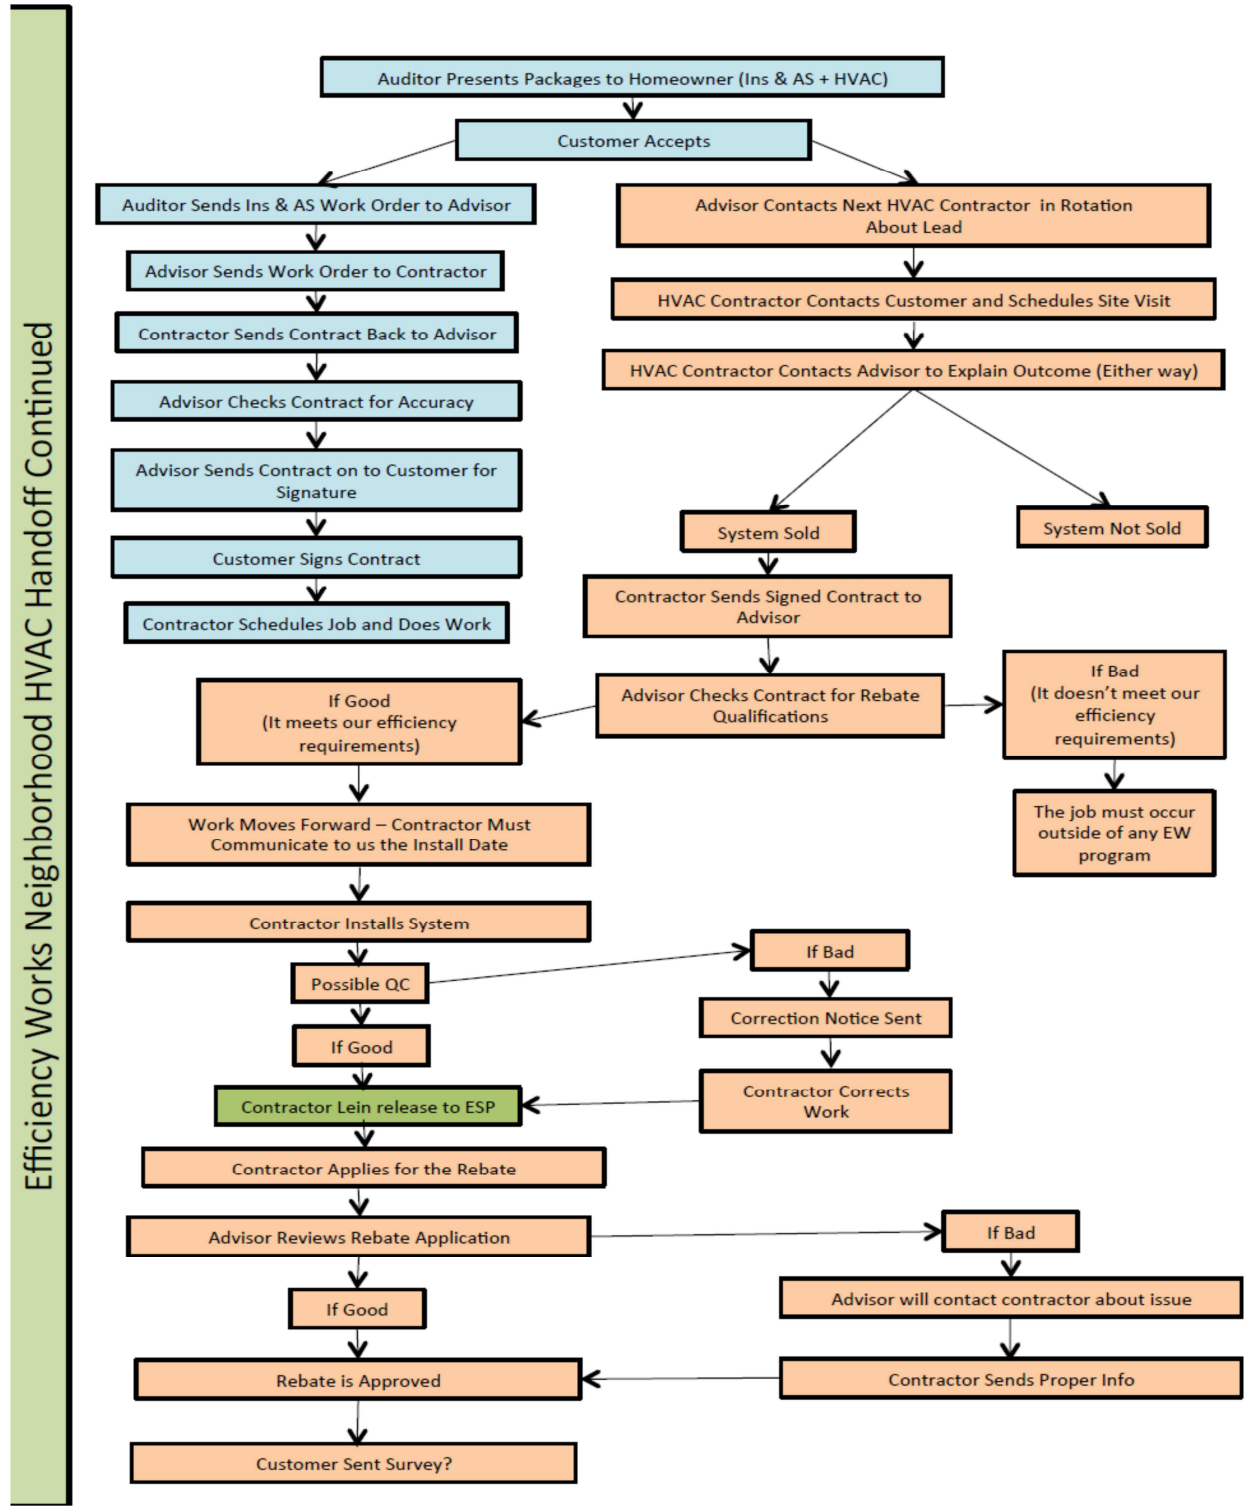 Efficiency Works Neighborhood HVAC Handoff Continued
Auditor Presents Packages to Homeowner (Ins & AS + HVAC)
Customer Accepts
Auditor Sends Ins & AS Work Order to Advisor
Advisor Sends Work Order to Contractor
Contractor Sends Contract Back to Advisor
Advisor Checks Contract for Accuracy
Advisor Sends Contract on to Customer for
Signature
Customer Signs Contract
Contractor Schedules Job and Does Work
Advisor Contacts Next HVAC Contractor in Rotation
About Lead
HVAC Contractor Contacts Customer and Schedules Site Visit
HVAC Contractor Contacts Advisor to Explain Outcome (Either way)
System Sold
System Not Sold
Contractor Sends Signed Contract to
Advisor
Advisor Checks Contract for Rebate
Qualifications
If Good
(It meets our efficiency
requirements)
If Bad
(It doesn't meet our
efficiency
requirements)
The job must occur
outside of any EW
program
Work Moves Forward – Contractor Must
Communicate to us the Install Date
Contractor Installs System
Possible QC
If Bad
Correction Notice Sent
Contractor Corrects
Work
If Good
Contractor Lein release to ESP
Contractor Applies for the Rebate
Advisor Reviews Rebate Application
If Bad
Advisor will contact contractor about issue
Contractor Sends Proper Info
If Good
Rebate is Approved
Customer Sent Survey?